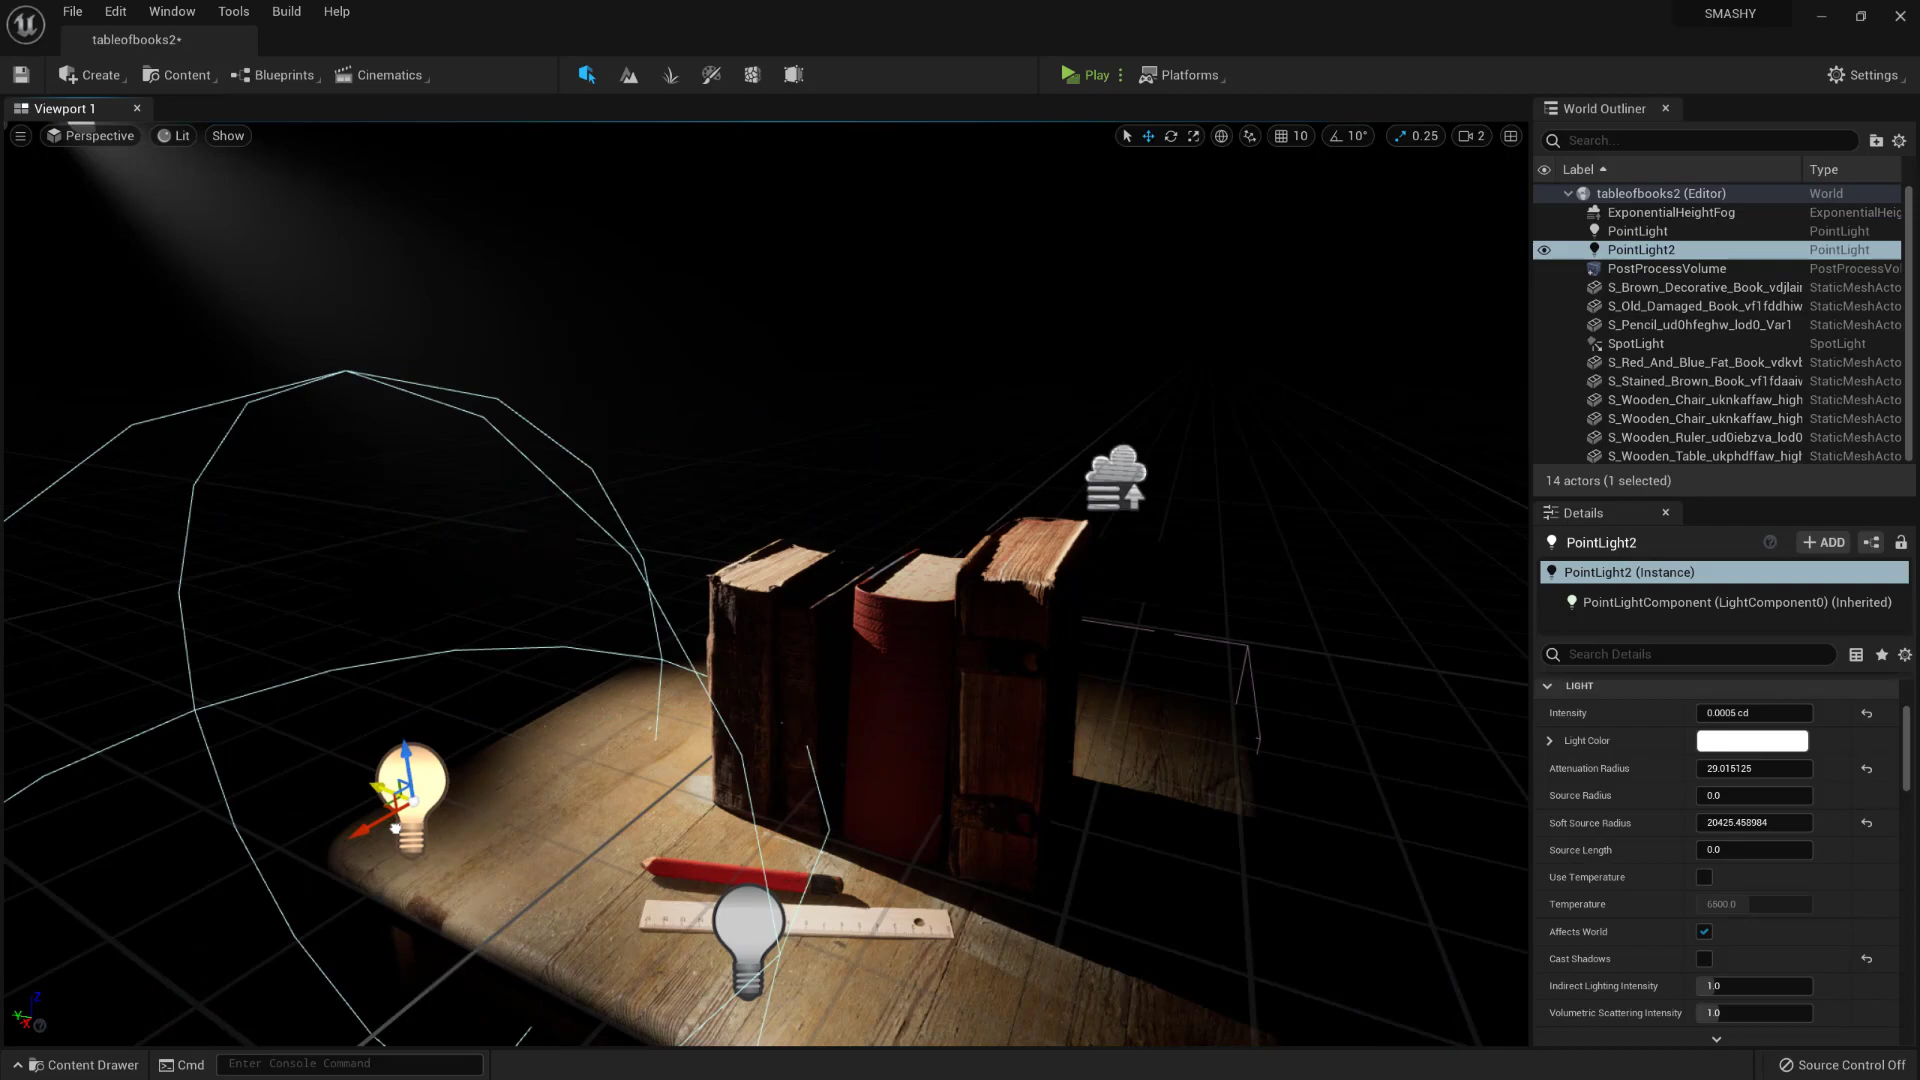 File Edit Window Tools Build Help
SMASHY
tableofbooks2•
Create Content Blueprints Cinematics Play Platforms Settings
Viewport 1
Perspective Lit Show
10 10° 0.25 2
World Outliner
Search...
Label Type
tableofbooks2 (Editor) World
ExponentialHeightFog ExponentialHeig
PointLight PointLight
PointLight2 PointLight
PostProcessVolume PostProcessVo
S_Brown_Decorative_Book_vdjlair StaticMeshActo
S_Old_Damaged_Book_vf1fddhiw StaticMeshActo
S_Pencil_ud0hfeghw_lod0_Var1 StaticMeshActo
SpotLight SpotLight
S_Red_And_Blue_Fat_Book_vdkvb StaticMeshActo
S_Stained_Brown_Book_vf1fdaaiw StaticMeshActo
S_Wooden_Chair_uknkaffaw_high StaticMeshActo
S_Wooden_Chair_uknkaffaw_high StaticMeshActo
S_Wooden_Ruler_ud0iebzva_lod0 StaticMeshActo
S_Wooden_Table_ukphdffaw_high StaticMeshActo
14 actors (1 selected)
Details
PointLight2
ADD
PointLight2 (Instance)
PointLightComponent (LightComponent0) (Inherited)
Search Details
LIGHT
Intensity 0.0005 cd
Light Color
Attenuation Radius 29.015125
Source Radius 0.0
Soft Source Radius 20425.458984
Source Length 0.0
Use Temperature
Temperature 6500.0
Affects World
Cast Shadows
Indirect Lighting Intensity 1.0
Volumetric Scattering Intensity 1.0
Z
Y
X
Content Drawer Cmd Enter Console Command Source Control Off